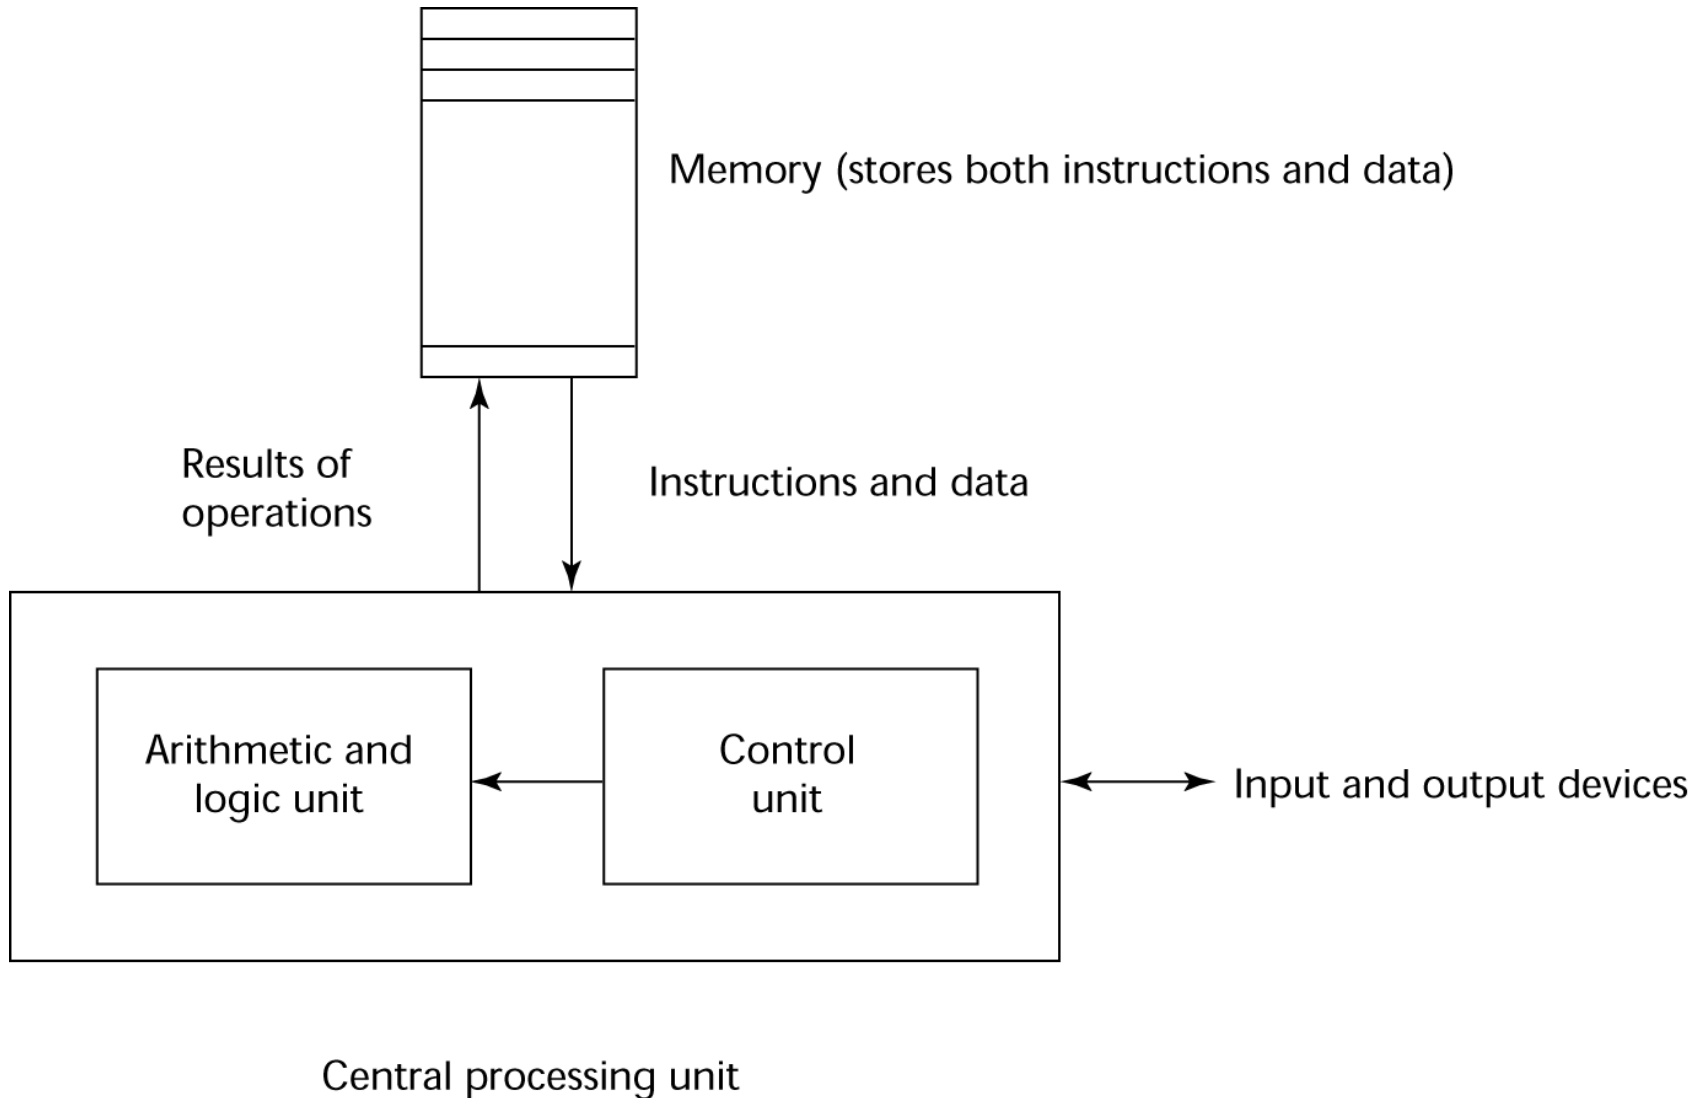 Memory (stores both instructions and data)
Results of
operations
Instructions and data
Arithmetic and
logic unit
Control
unit
Input and output devices
Central processing unit